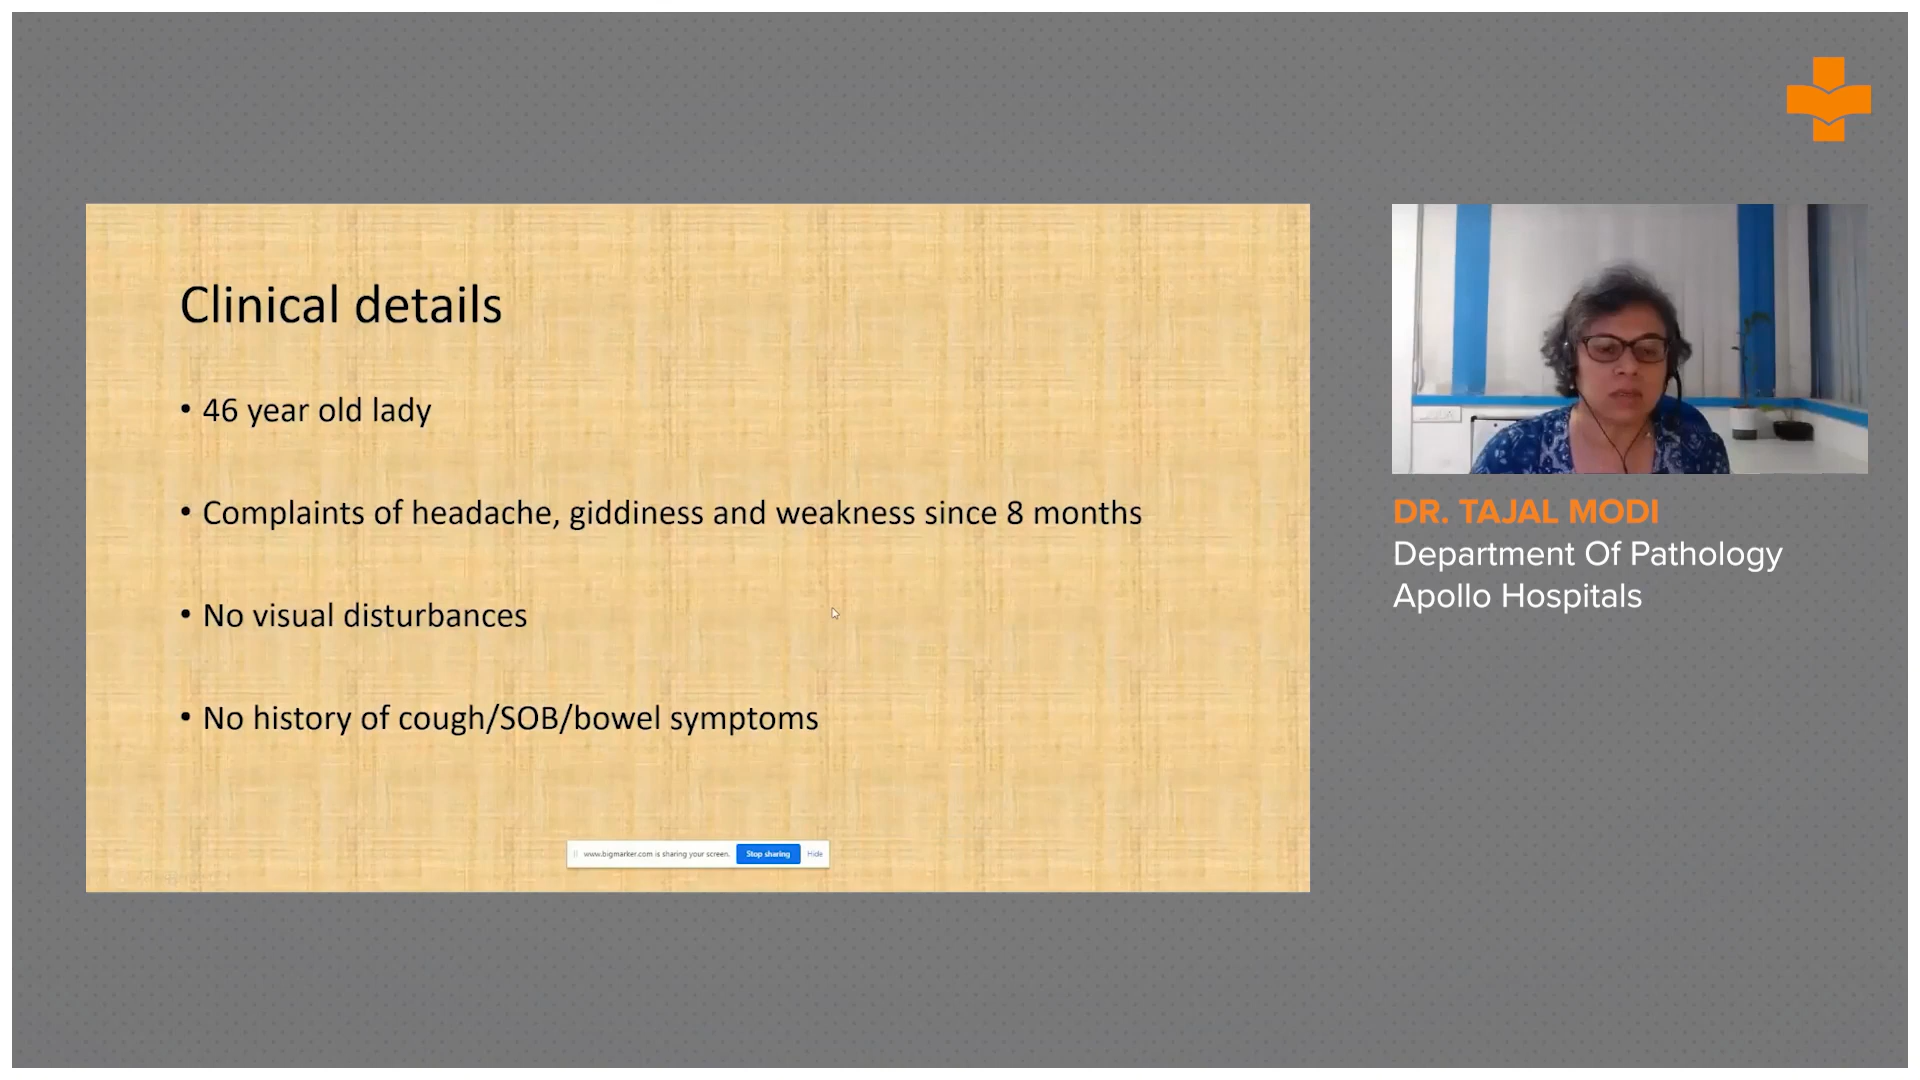 Clinical details
• 46 year old lady
• Complaints of headache, giddiness and weakness since 8 months
• No visual disturbances
• No history of cough/SOB/bowel symptoms
www.bigmarker.com is sharing your screen. Stop sharing Hide
DR. TAJAL MODI
Department Of Pathology
Apollo Hospitals